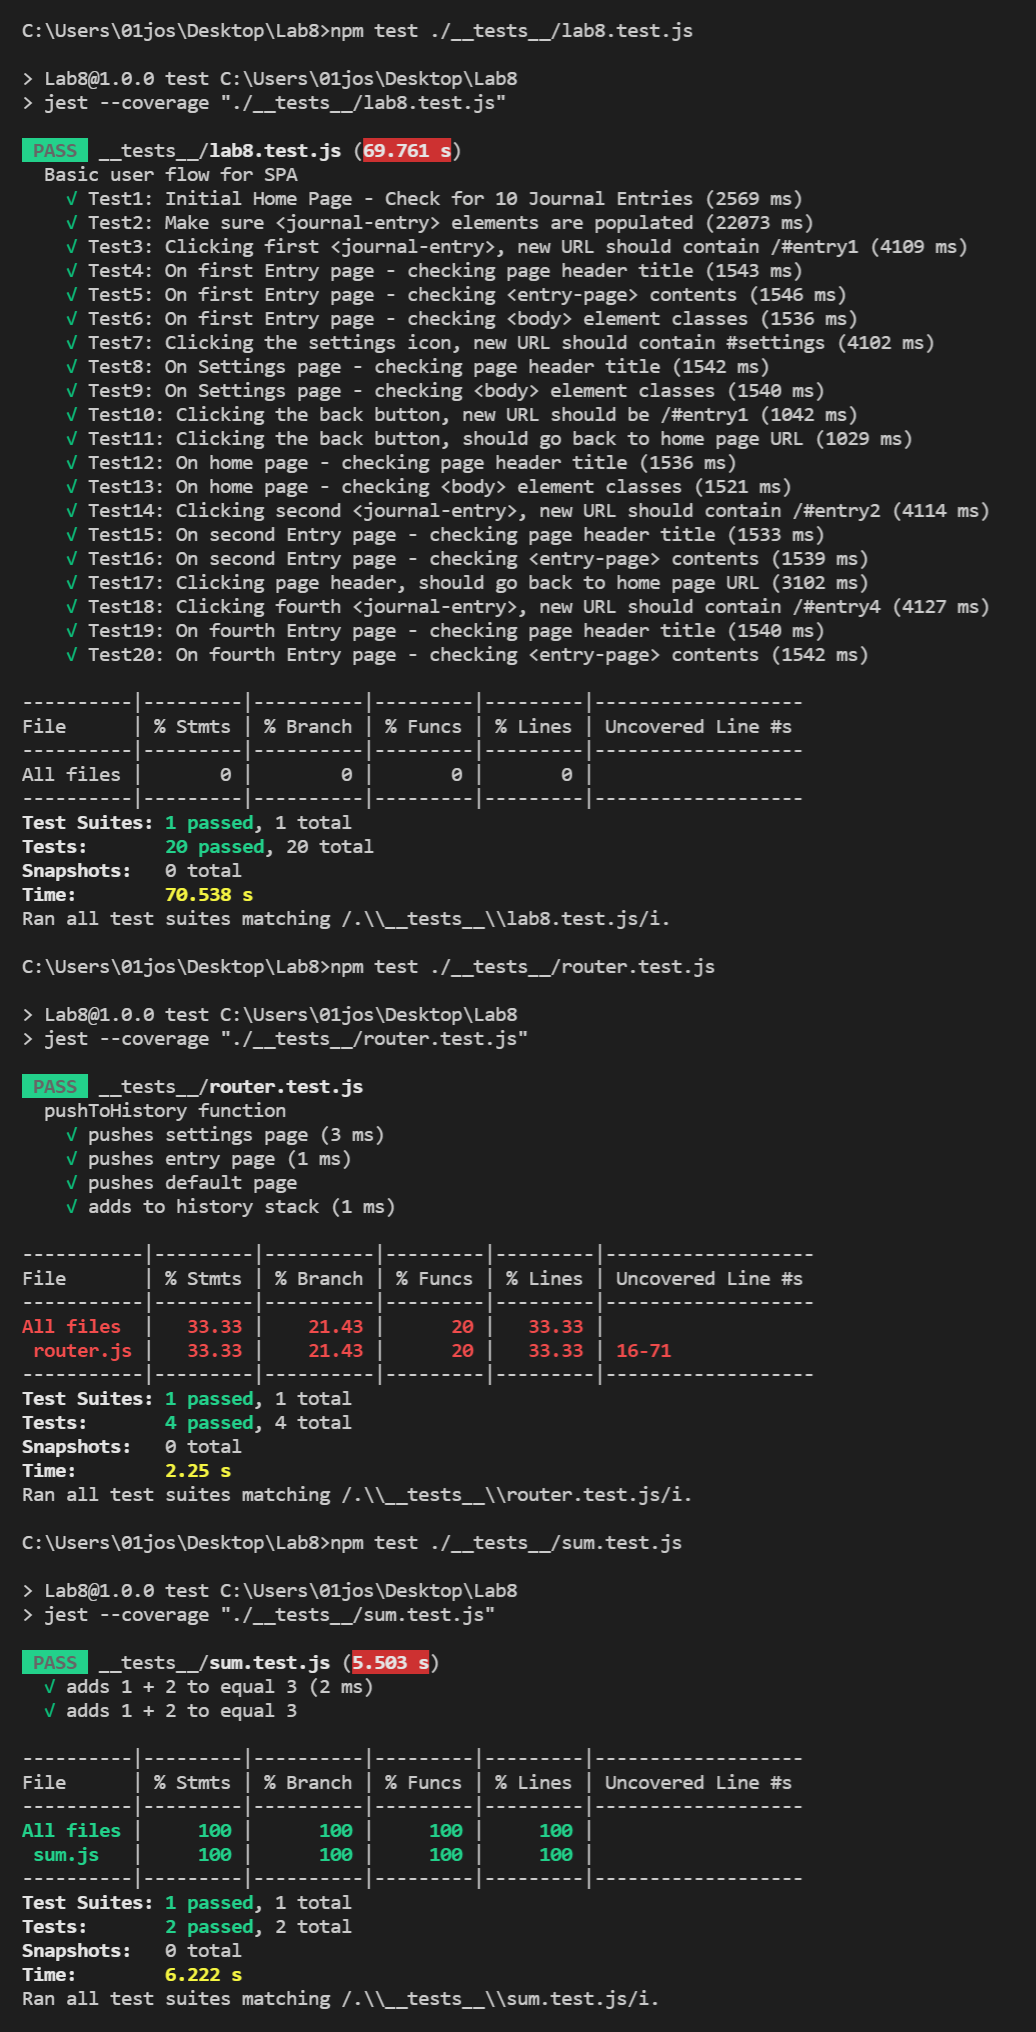 C:\Users\01jos\Desktop\Lab8>npm test ./__tests__/lab8.test.js
> Lab8@1.0.0 test C:\Users\01jos\Desktop\Lab8
> jest --coverage "./__tests__/lab8.test.js"
PASS __tests__/lab8.test.js (69.761 s)
Basic user flow for SPA
√ Test1: Initial Home Page - Check for 10 Journal Entries (2569 ms)
√ Test2: Make sure <journal-entry> elements are populated (22073 ms)
√ Test3: Clicking first <journal-entry>, new URL should contain /#entry1 (4109 ms)
√ Test4: On first Entry page - checking page header title (1543 ms)
√ Test5: On first Entry page - checking <entry-page> contents (1546 ms)
√ Test6: On first Entry page - checking <body> element classes (1536 ms)
√ Test7: Clicking the settings icon, new URL should contain #settings (4102 ms)
√ Test8: On Settings page - checking page header title (1542 ms)
√ Test9: On Settings page - checking <body> element classes (1540 ms)
√ Test10: Clicking the back button, new URL should be /#entry1 (1042 ms)
√ Test11: Clicking the back button, should go back to home page URL (1029 ms)
√ Test12: On home page - checking page header title (1536 ms)
√ Test13: On home page - checking <body> element classes (1521 ms)
√ Test14: Clicking second <journal-entry>, new URL should contain /#entry2 (4114 ms)
√ Test15: On second Entry page - checking page header title (1533 ms)
√ Test16: On second Entry page - checking <entry-page> contents (1539 ms)
√ Test17: Clicking page header, should go back to home page URL (3102 ms)
√ Test18: Clicking fourth <journal-entry>, new URL should contain /#entry4 (4127 ms)
√ Test19: On fourth Entry page - checking page header title (1540 ms)
√ Test20: On fourth Entry page - checking <entry-page> contents (1542 ms)
----------|---------|----------|---------|---------|-------------------
File      | % Stmts | % Branch | % Funcs | % Lines | Uncovered Line #s
----------|---------|----------|---------|---------|-------------------
All files |       0 |        0 |       0 |       0 |
----------|---------|----------|---------|---------|-------------------
Test Suites: 1 passed, 1 total
Tests:       20 passed, 20 total
Snapshots:   0 total
Time:        70.538 s
Ran all test suites matching /.\\__tests__\\lab8.test.js/i.
C:\Users\01jos\Desktop\Lab8>npm test ./__tests__/router.test.js
> Lab8@1.0.0 test C:\Users\01jos\Desktop\Lab8
> jest --coverage "./__tests__/router.test.js"
PASS __tests__/router.test.js
pushToHistory function
√ pushes settings page (3 ms)
√ pushes entry page (1 ms)
√ pushes default page
√ adds to history stack (1 ms)
-----------|---------|----------|---------|---------|-------------------
File       | % Stmts | % Branch | % Funcs | % Lines | Uncovered Line #s
-----------|---------|----------|---------|---------|-------------------
All files  |   33.33 |    21.43 |      20 |   33.33 |
router.js |   33.33 |    21.43 |      20 |   33.33 | 16-71
-----------|---------|----------|---------|---------|-------------------
Test Suites: 1 passed, 1 total
Tests:       4 passed, 4 total
Snapshots:   0 total
Time:        2.25 s
Ran all test suites matching /.\\__tests__\\router.test.js/i.
C:\Users\01jos\Desktop\Lab8>npm test ./__tests__/sum.test.js
> Lab8@1.0.0 test C:\Users\01jos\Desktop\Lab8
> jest --coverage "./__tests__/sum.test.js"
PASS __tests__/sum.test.js (5.503 s)
√ adds 1 + 2 to equal 3 (2 ms)
√ adds 1 + 2 to equal 3
----------|---------|----------|---------|---------|-------------------
File      | % Stmts | % Branch | % Funcs | % Lines | Uncovered Line #s
----------|---------|----------|---------|---------|-------------------
All files |     100 |      100 |     100 |     100 |
sum.js   |     100 |      100 |     100 |     100 |
----------|---------|----------|---------|---------|-------------------
Test Suites: 1 passed, 1 total
Tests:       2 passed, 2 total
Snapshots:   0 total
Time:        6.222 s
Ran all test suites matching /.\\__tests__\\sum.test.js/i.